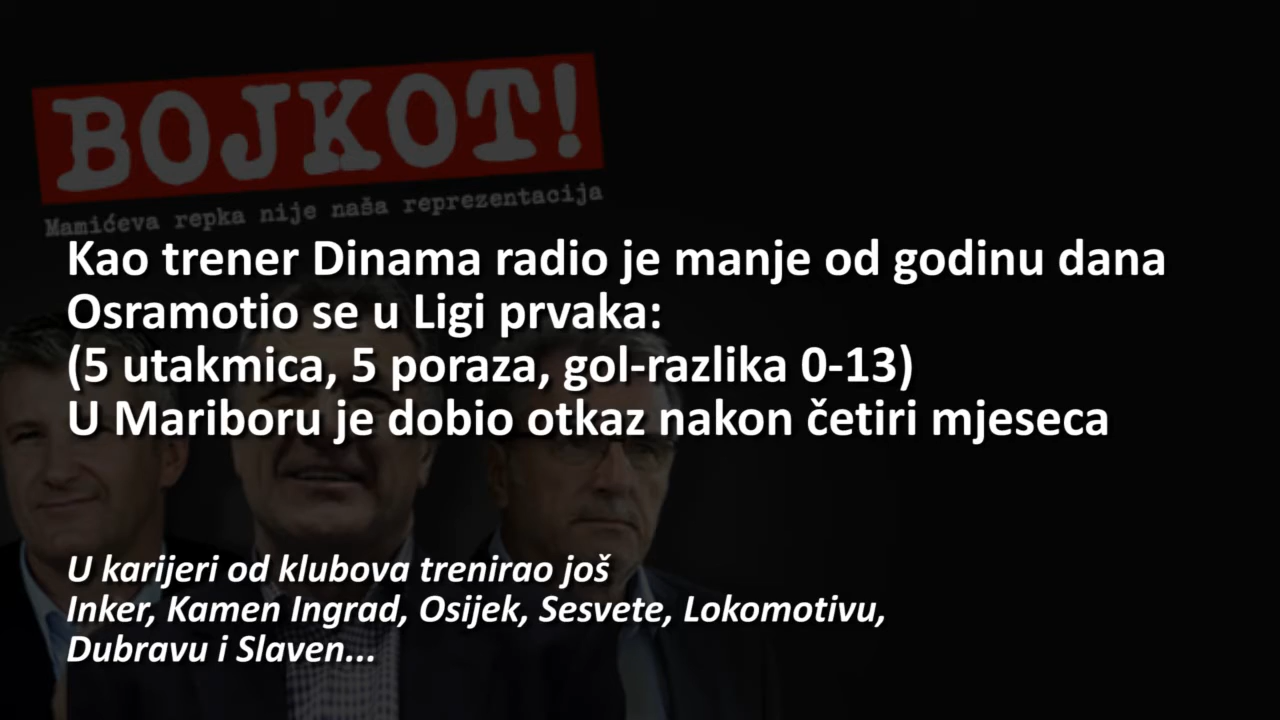 BOJKOT!
Mamićeva repka nije naša reprezentacija
Kao trener Dinama radio je manje od godinu dana
Osramotio se u Ligi prvaka:
(5 utakmica, 5 poraza, gol-razlika 0-13)
U Mariboru je dobio otkaz nakon četiri mjeseca
U karijeri od klubova trenirao još
Inker, Kamen Ingrad, Osijek, Sesvete, Lokomotivu,
Dubravu i Slaven...